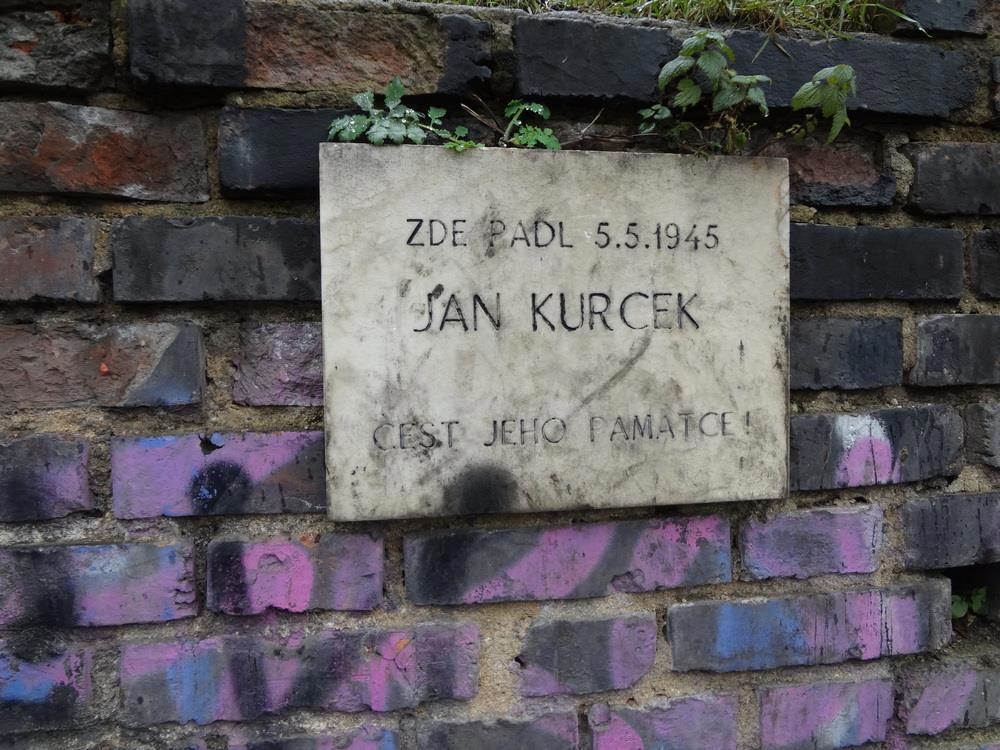 ZDE PADL 5.5.1945
JAN KURCEK
ČEST JEHO PAMÁTCE!